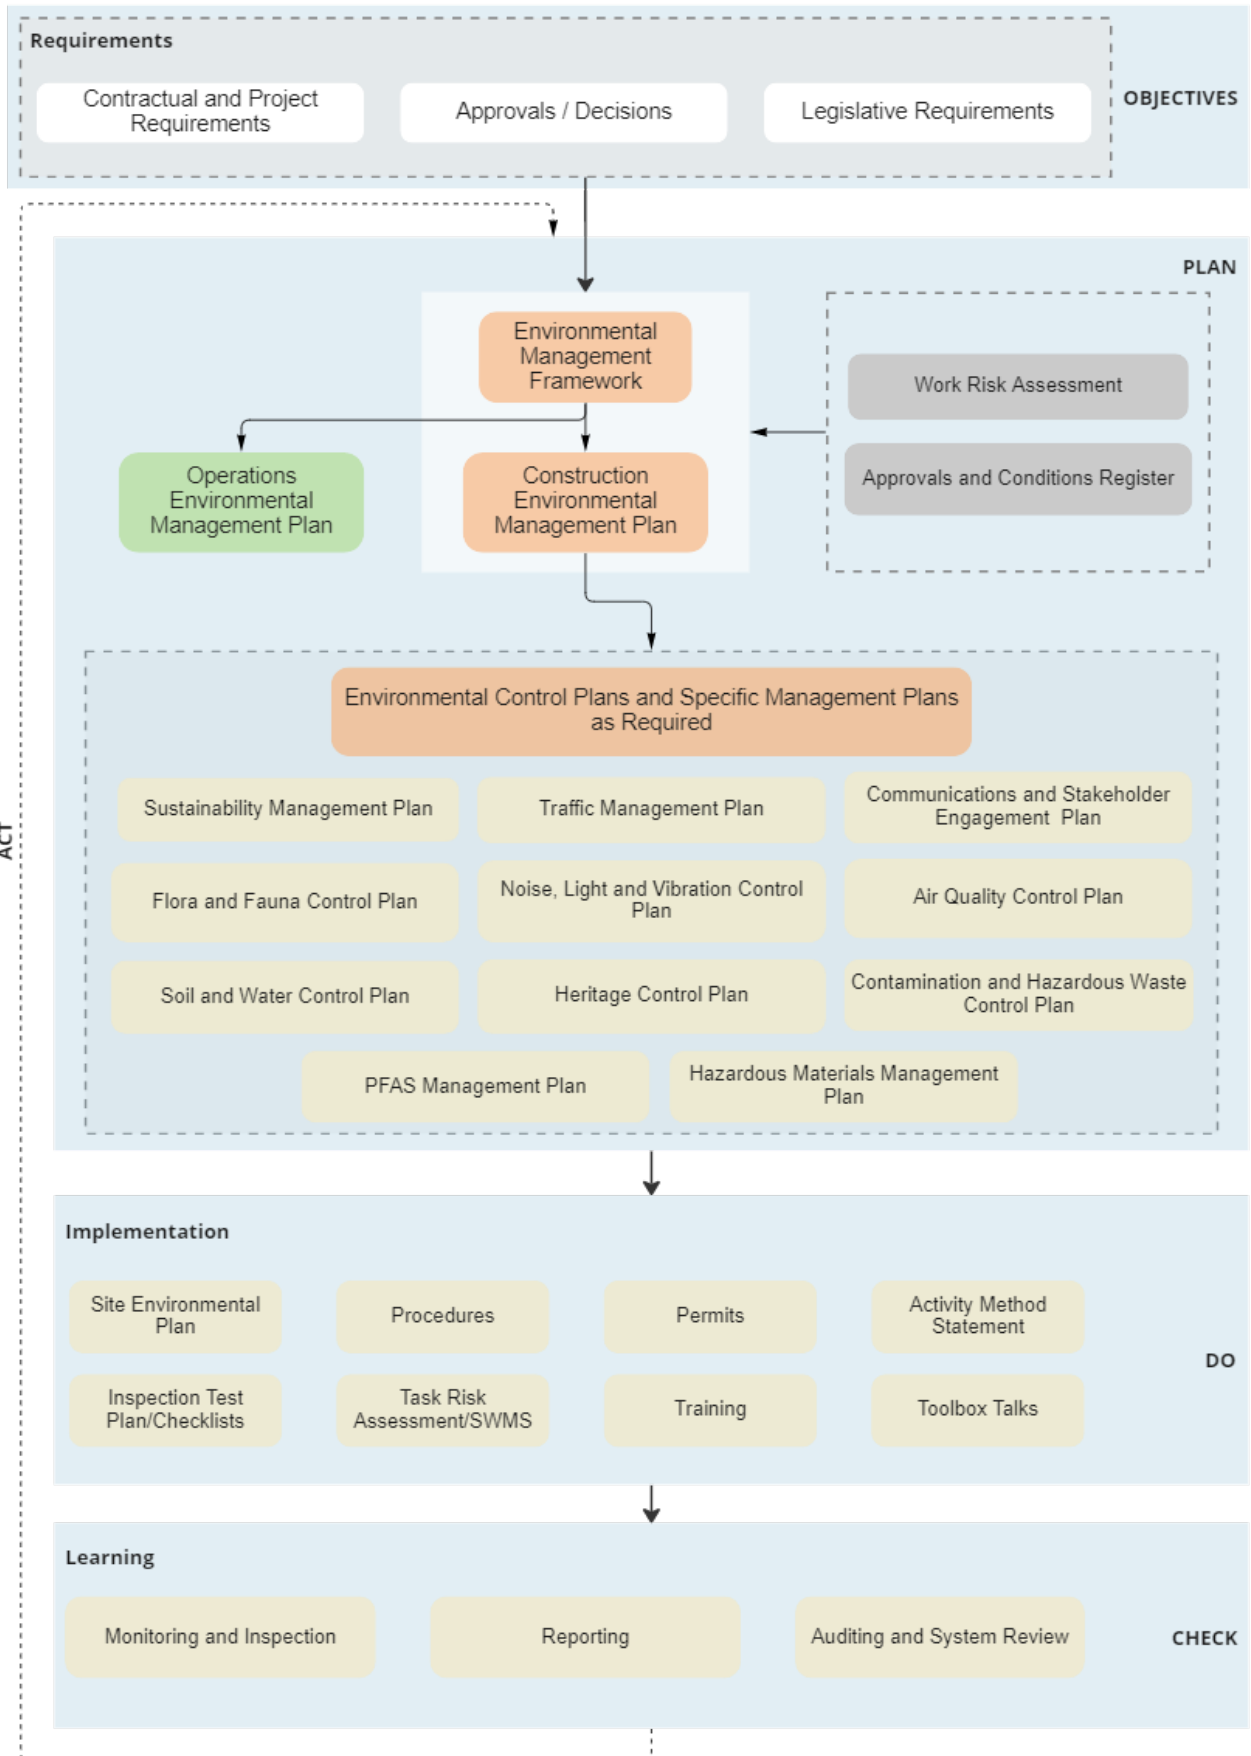 Requirements
Contractual and Project
Requirements
Approvals / Decisions
Legislative Requirements
OBJECTIVES
PLAN
Environmental
Management
Framework
Work Risk Assessment
Approvals and Conditions Register
Operations
Environmental
Management Plan
Construction
Environmental
Management Plan
Environmental Control Plans and Specific Management Plans
as Required
Sustainability Management Plan
Traffic Management Plan
Communications and Stakeholder
Engagement Plan
ACT
Flora and Fauna Control Plan
Noise, Light and Vibration Control
Plan
Air Quality Control Plan
Soil and Water Control Plan
Heritage Control Plan
Contamination and Hazardous Waste
Control Plan
PFAS Management Plan
Hazardous Materials Management
Plan
Implementation
Site Environmental
Plan
Procedures
Permits
Activity Method
Statement
DO
Inspection Test
Plan/Checklists
Task Risk
Assessment/SWMS
Training
Toolbox Talks
Learning
Monitoring and Inspection
Reporting
Auditing and System Review
CHECK